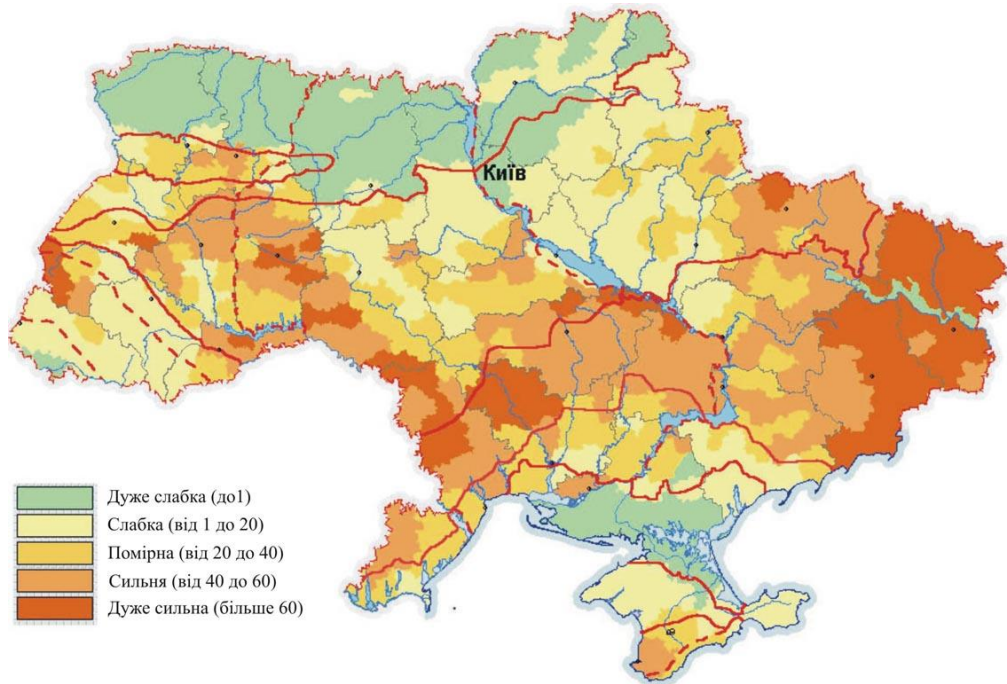 Київ
Дуже слабка (до1)
Слабка (від 1 до 20)
Помірна (від 20 до 40)
Сильня (від 40 до 60)
Дуже сильна (більше 60)